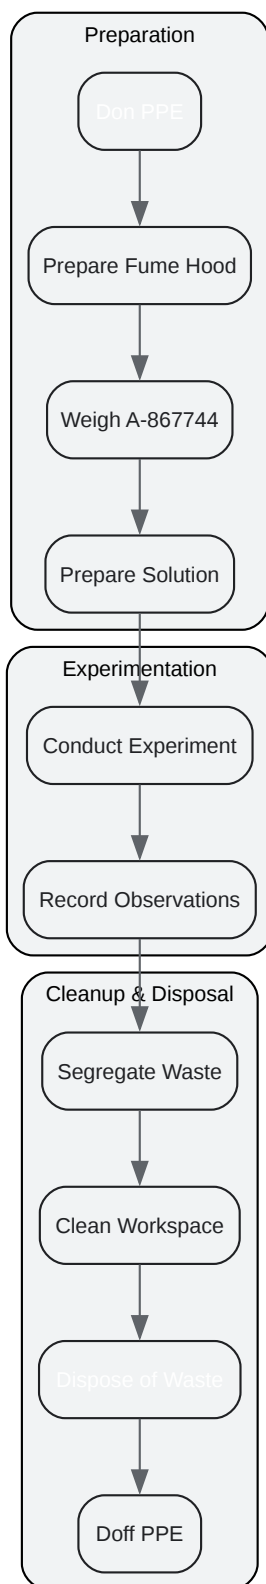 Preparation
Don PPE
Prepare Fume Hood
Weigh A-867744
Prepare Solution
Experimentation
Conduct Experiment
Record Observations
Cleanup & Disposal
Segregate Waste
Clean Workspace
Dispose of Waste
Doff PPE